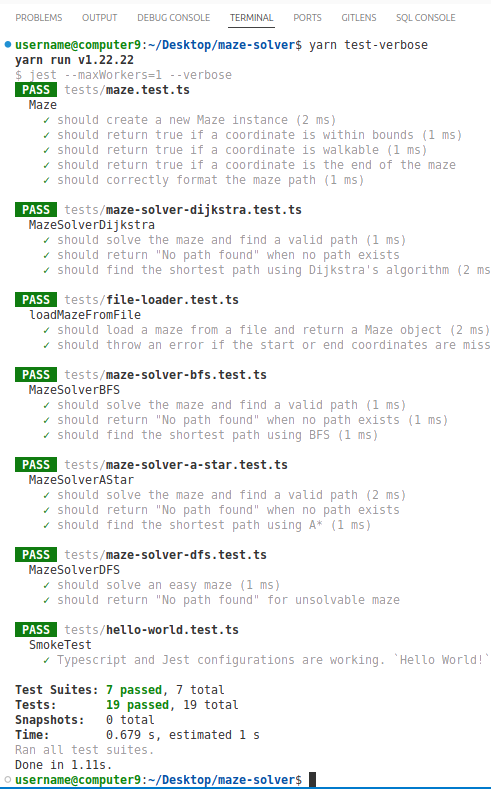 PROBLEMS OUTPUT DEBUG CONSOLE TERMINAL PORTS GITLENS SQL CONSOLE
username@computer9:~/Desktop/maze-solver$ yarn test-verbose
yarn run v1.22.22
$ jest --maxWorkers=1 --verbose
PASS tests/maze.test.ts
Maze
✓ should create a new Maze instance (2 ms)
✓ should return true if a coordinate is within bounds (1 ms)
✓ should return true if a coordinate is walkable (1 ms)
✓ should return true if a coordinate is the end of the maze
✓ should correctly format the maze path (1 ms)
PASS tests/maze-solver-dijkstra.test.ts
MazeSolverDijkstra
✓ should solve the maze and find a valid path (1 ms)
✓ should return "No path found" when no path exists
✓ should find the shortest path using Dijkstra's algorithm (2 ms
PASS tests/file-loader.test.ts
loadMazeFromFile
✓ should load a maze from a file and return a Maze object (2 ms)
✓ should throw an error if the start or end coordinates are miss
PASS tests/maze-solver-bfs.test.ts
MazeSolverBFS
✓ should solve the maze and find a valid path (1 ms)
✓ should return "No path found" when no path exists (1 ms)
✓ should find the shortest path using BFS (1 ms)
PASS tests/maze-solver-a-star.test.ts
MazeSolverAStar
✓ should solve the maze and find a valid path (2 ms)
✓ should return "No path found" when no path exists
✓ should find the shortest path using A* (1 ms)
PASS tests/maze-solver-dfs.test.ts
MazeSolverDFS
✓ should solve an easy maze (1 ms)
✓ should return "No path found" for unsolvable maze
PASS tests/hello-world.test.ts
SmokeTest
✓ Typescript and Jest configurations are working. `Hello World!`
Test Suites: 7 passed, 7 total
Tests: 19 passed, 19 total
Snapshots: 0 total
Time: 0.679 s, estimated 1 s
Ran all test suites.
Done in 1.11s.
username@computer9:~/Desktop/maze-solver$